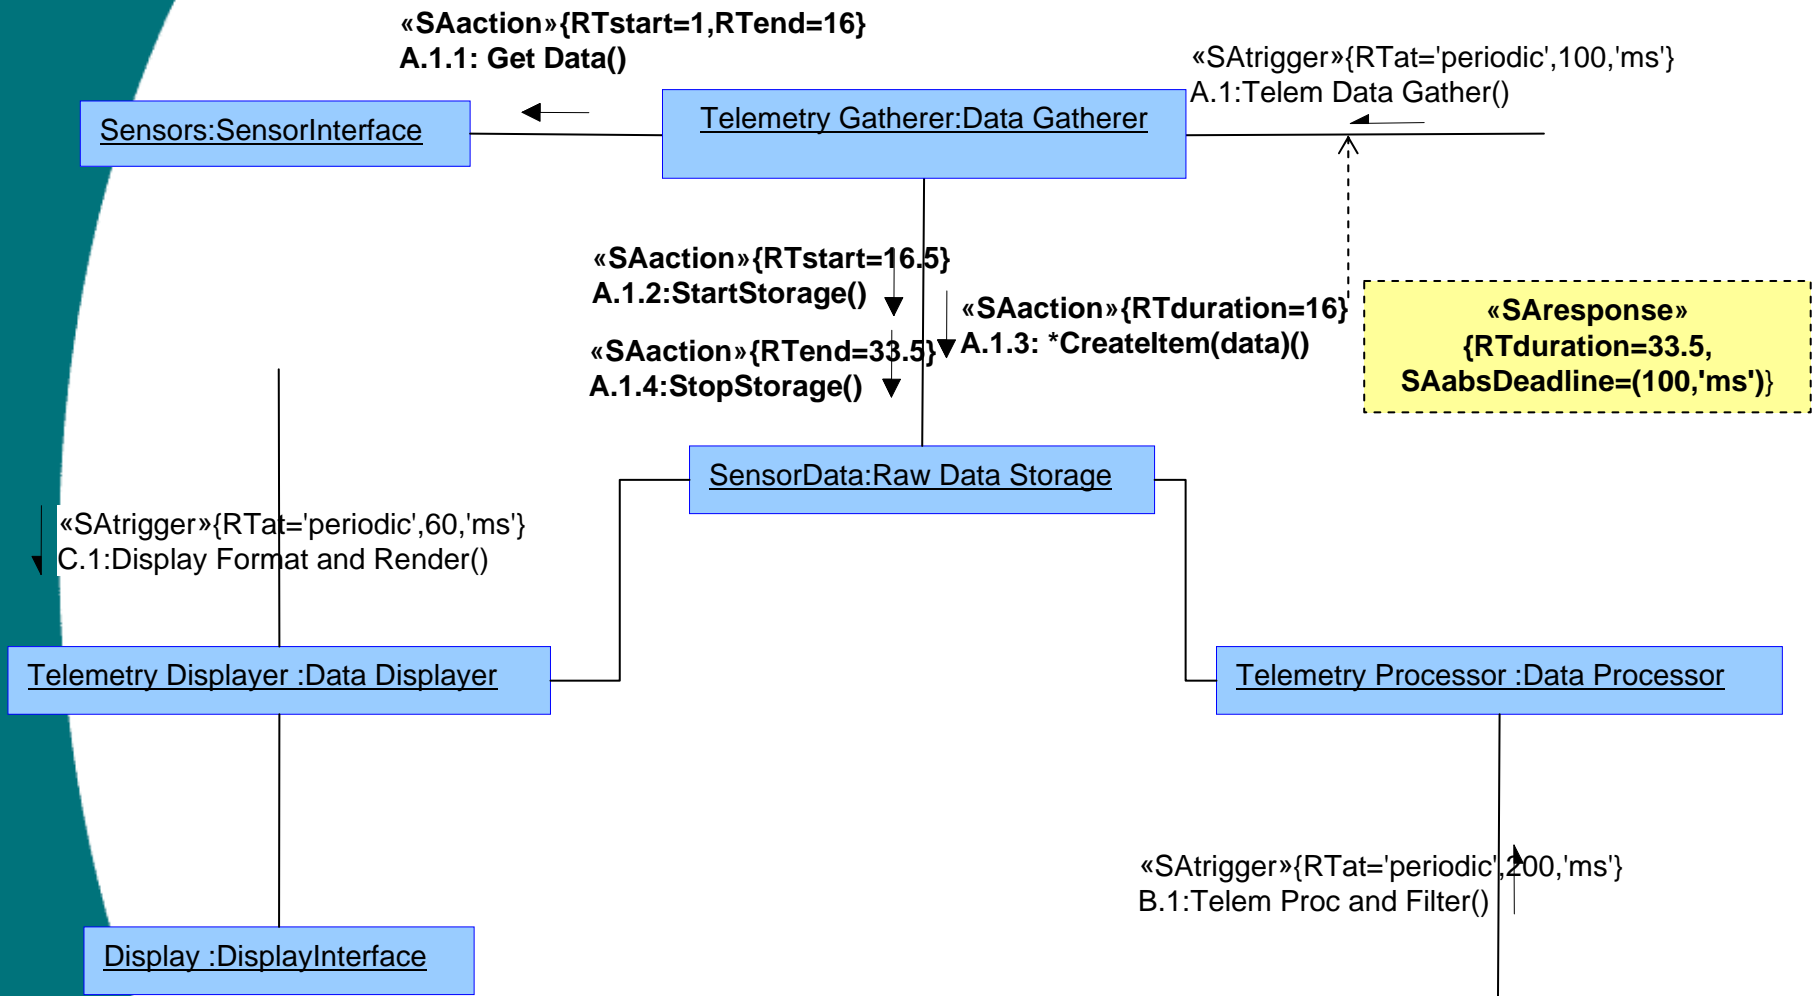 «SAaction»{RTstart=1,RTend=16}
A.1.1: Get Data()
«SAtrigger»{RTat='periodic',100,'ms'}
A.1:Telem Data Gather()
Sensors:SensorInterface
Telemetry Gatherer:Data Gatherer
«SAaction»{RTstart=16.5}
A.1.2:StartStorage()
«SAaction»{RTduration=16}
A.1.3: *CreateItem(data)()
«SAaction»{RTend=33.5}
A.1.4:StopStorage()
«SAresponse»
{RTduration=33.5,
SAabsDeadline=(100,'ms')}
SensorData:Raw Data Storage
«SAtrigger»{RTat='periodic',60,'ms'}
C.1:Display Format and Render()
Telemetry Displayer :Data Displayer
Telemetry Processor :Data Processor
«SAtrigger»{RTat='periodic',200,'ms'}
B.1:Telem Proc and Filter()
Display :DisplayInterface